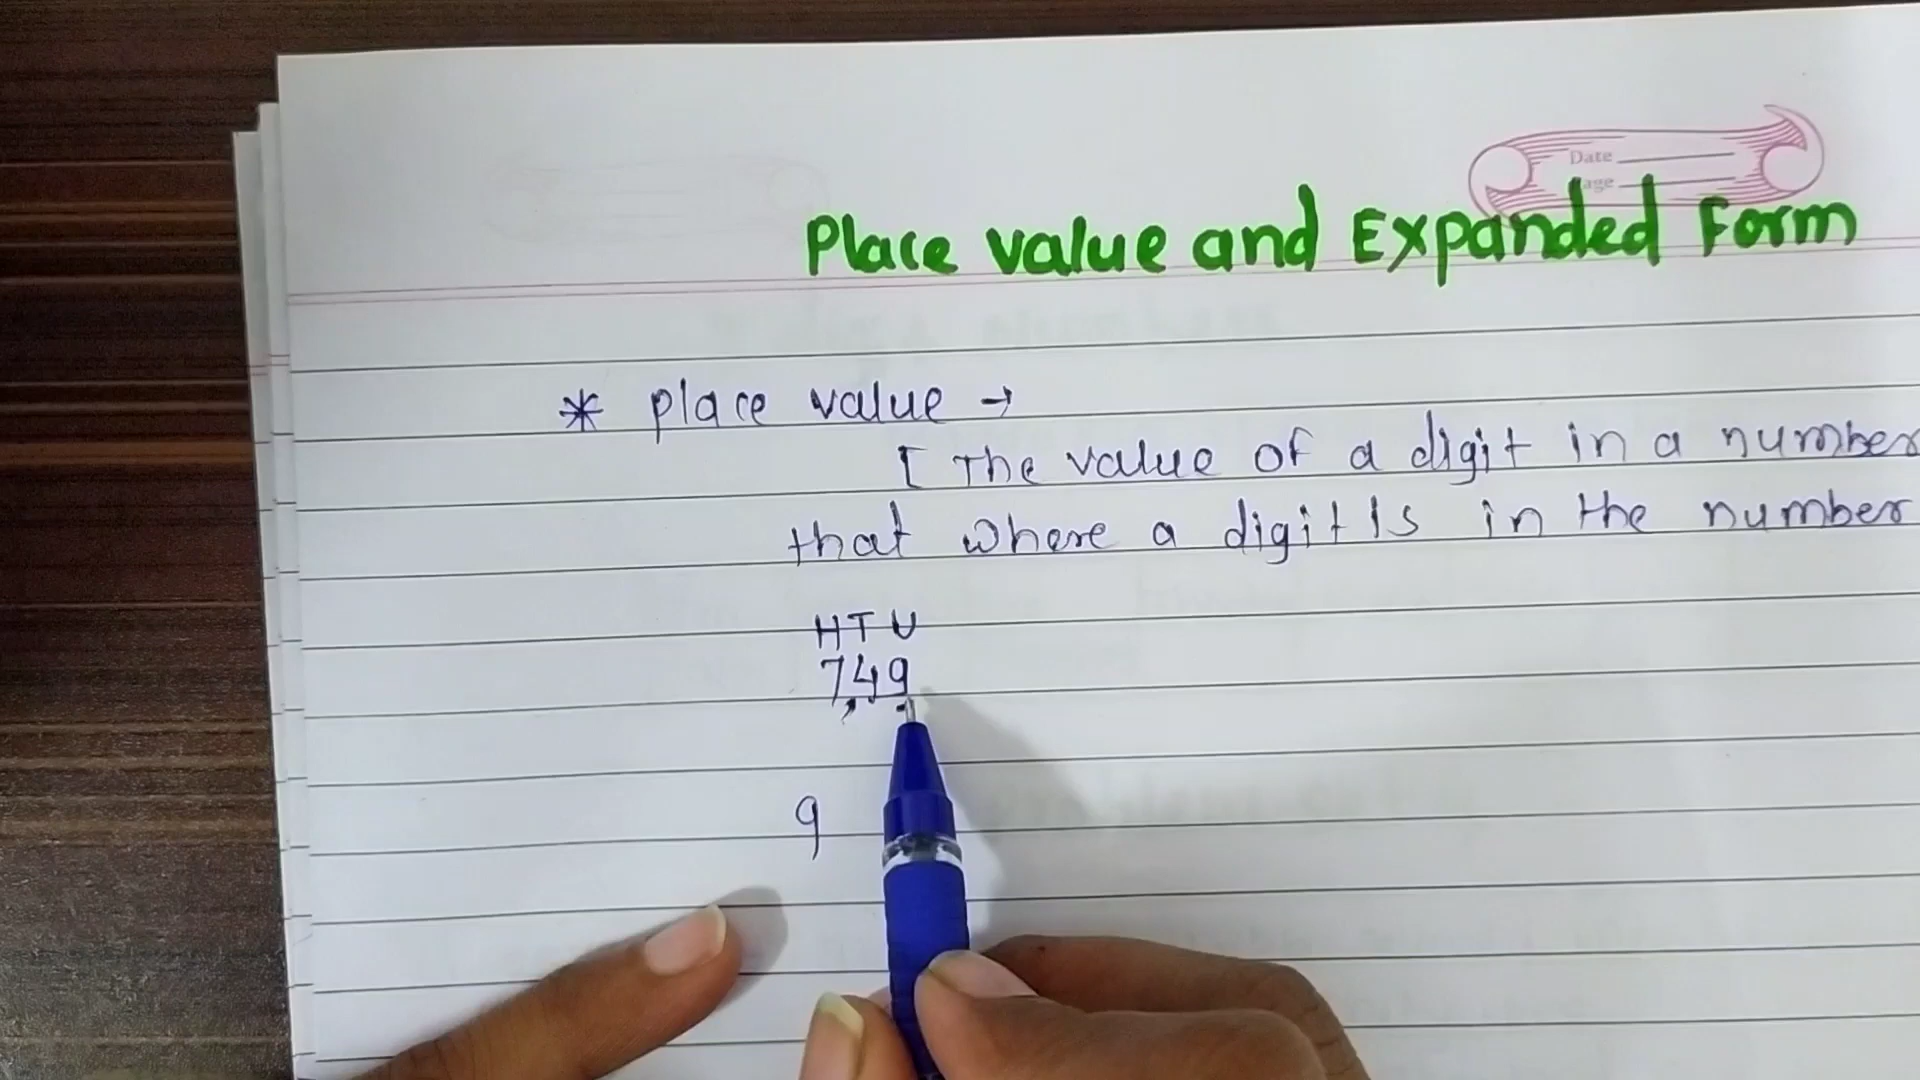 Date
Page
Place value and Expanded Form
* place value →
[ The value of a digit in a number
that where a digit Is in the number
H T U
749
9